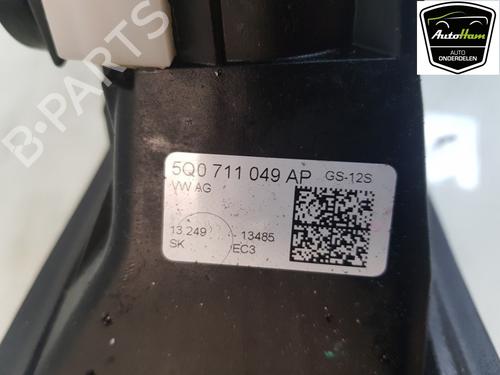 AutoHam
AUTO
ONDERDELEN
B-PARTS
5Q0 711 049 AP GS-12S
VW AG
13 249 13485
SK EC3